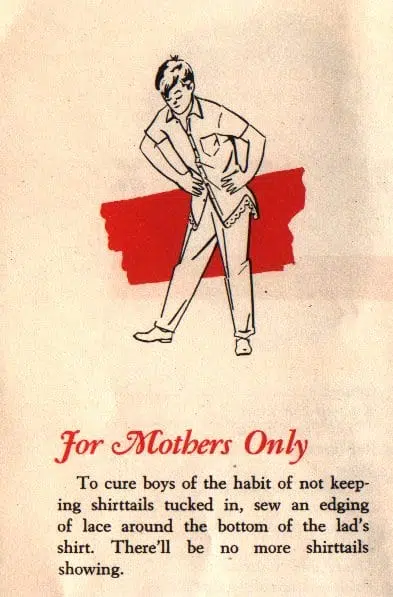 For Mothers Only
To cure boys of the habit of not keep-
ing shirttails tucked in, sew an edging
of lace around the bottom of the lad's
shirt. There'll be no more shirttails
showing.